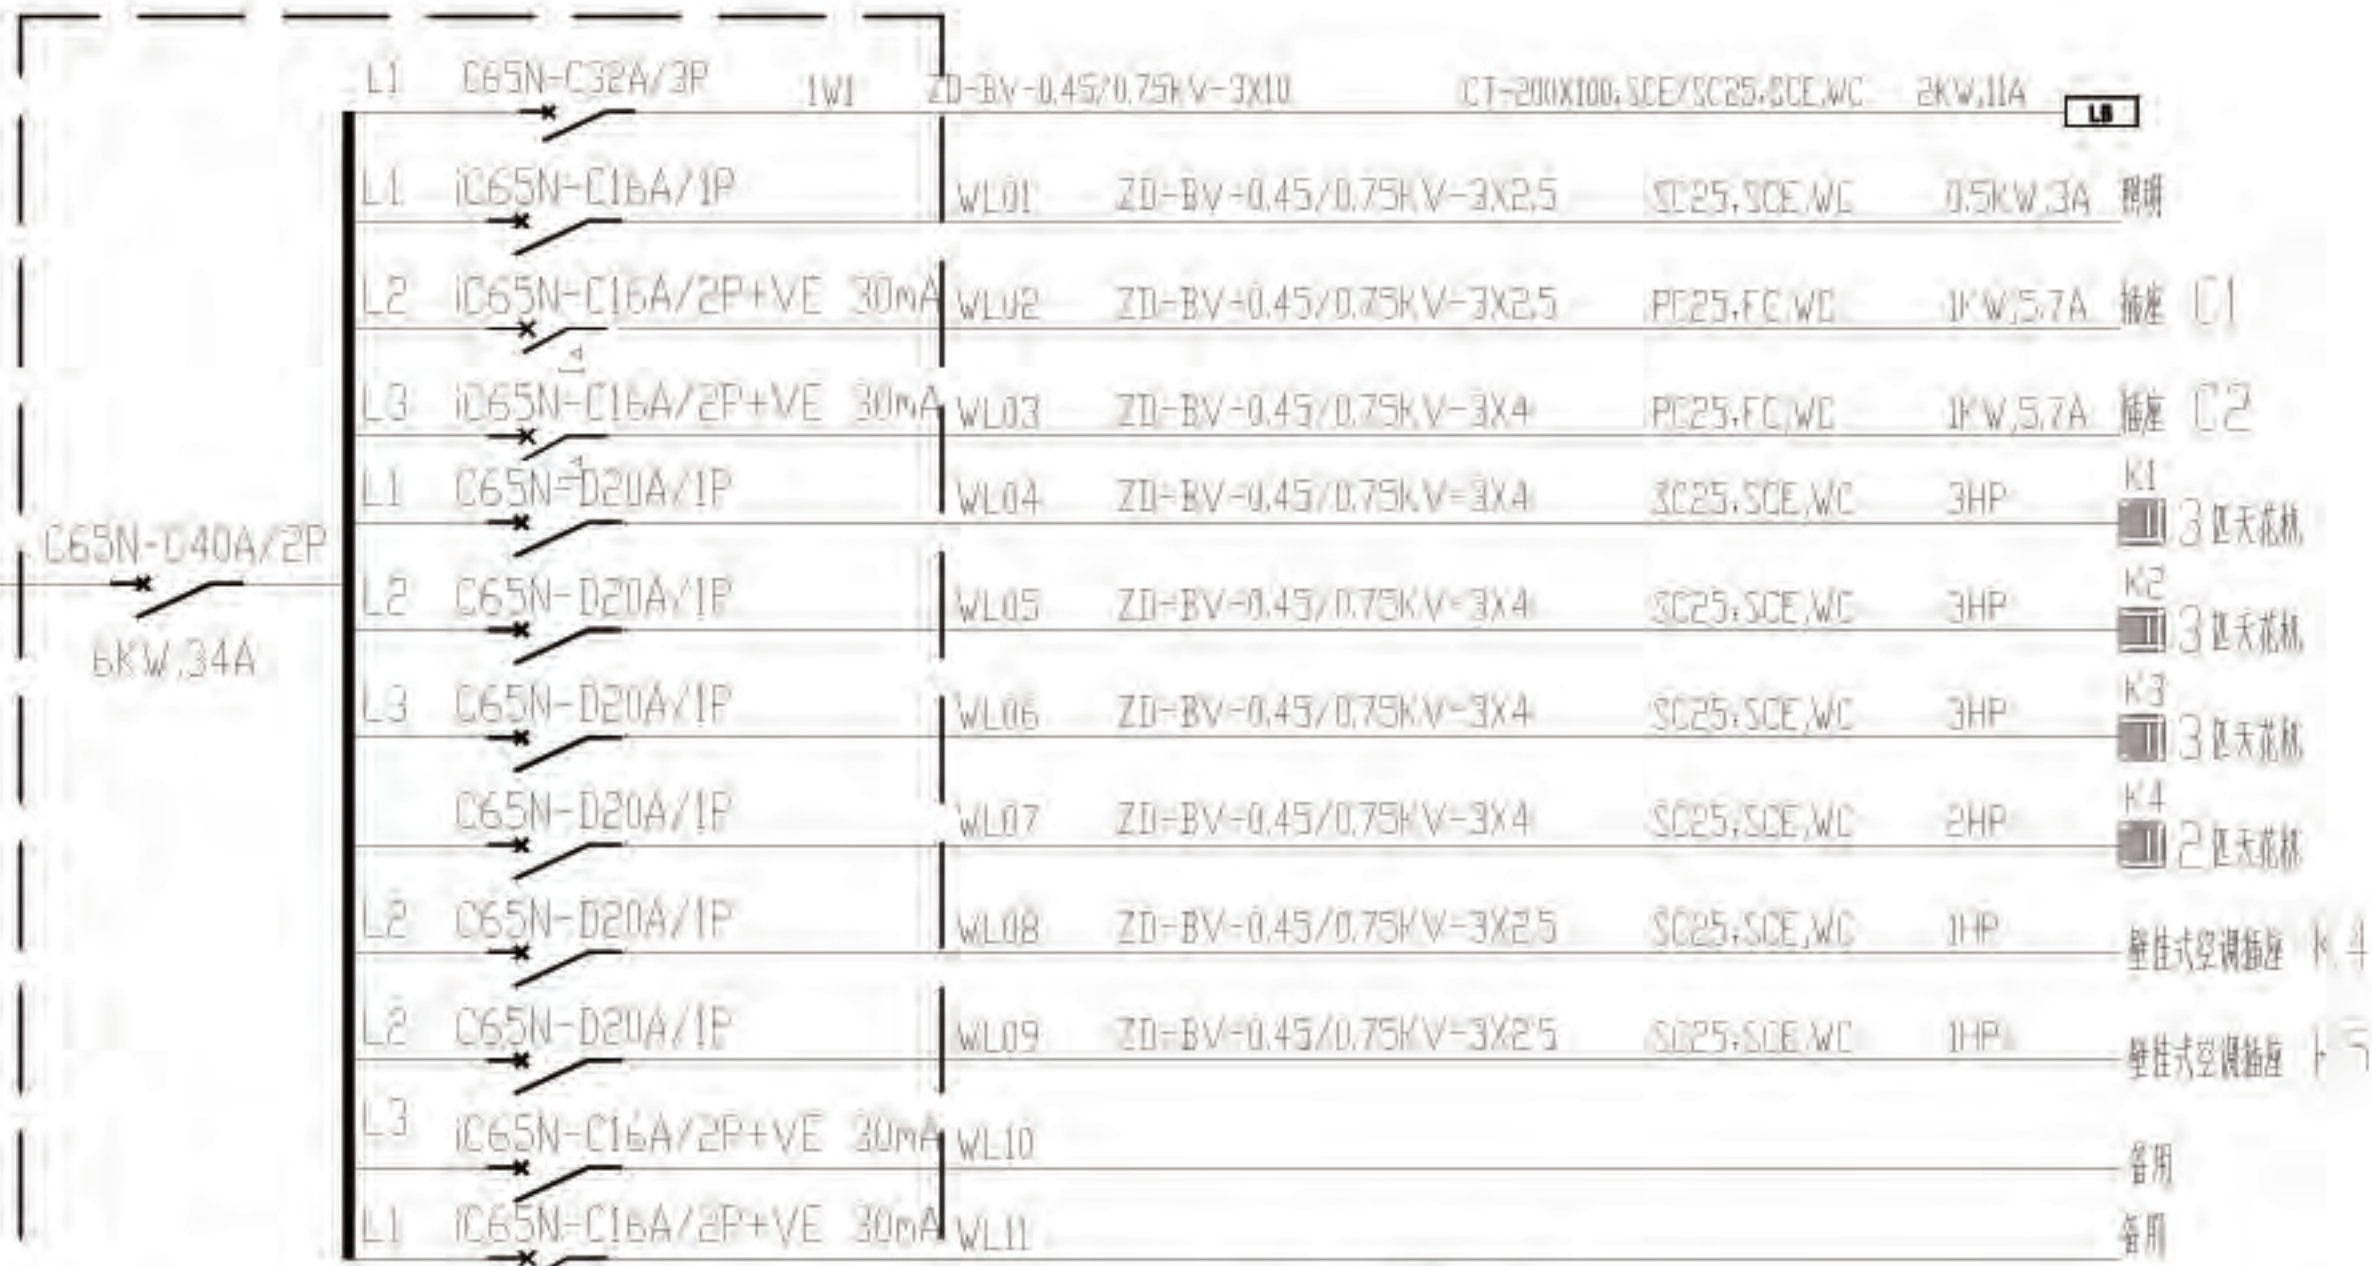 L1 C65N-C32A/3P 1W1 ZD-BV-0.45/0.75KV-3X10 CT-200X100,SCE/SC25,SCE,WC 2KW,11A LB
L1 iC65N-C16A/1P WL01 ZD-BV-0.45/0.75KV-3X2.5 SC25,SCE,WC 0.5KW,3A 照明
L2 iC65N-C16A/2P+VE 30mA WL02 ZD-BV-0.45/0.75KV-3X2.5 PC25,FC,WC 1KW,5.7A 插座 C1
L3 iC65N-C16A/2P+VE 30mA WL03 ZD-BV-0.45/0.75KV-3X4 PC25,FC,WC 1KW,5.7A 插座 C2
L1 C65N-D20A/1P WL04 ZD-BV-0.45/0.75KV-3X4 SC25,SCE,WC 3HP K1
3匹天花机
C65N-D40A/2P
L2 C65N-D20A/1P WL05 ZD-BV-0.45/0.75KV-3X4 SC25,SCE,WC 3HP K2
3匹天花机
6KW,34A
L3 C65N-D20A/1P WL06 ZD-BV-0.45/0.75KV-3X4 SC25,SCE,WC 3HP K3
3匹天花机
C65N-D20A/1P WL07 ZD-BV-0.45/0.75KV-3X4 SC25,SCE,WC 2HP K4
2匹天花机
L2 C65N-D20A/1P WL08 ZD-BV-0.45/0.75KV-3X2.5 SC25,SCE,WC 1HP 壁挂式空调插座 K4
L2 C65N-D20A/1P WL09 ZD-BV-0.45/0.75KV-3X2.5 SC25,SCE,WC 1HP 壁挂式空调插座
L3 iC65N-C16A/2P+VE 30mA WL10 备用
L1 iC65N-C16A/2P+VE 30mA WL11 备用